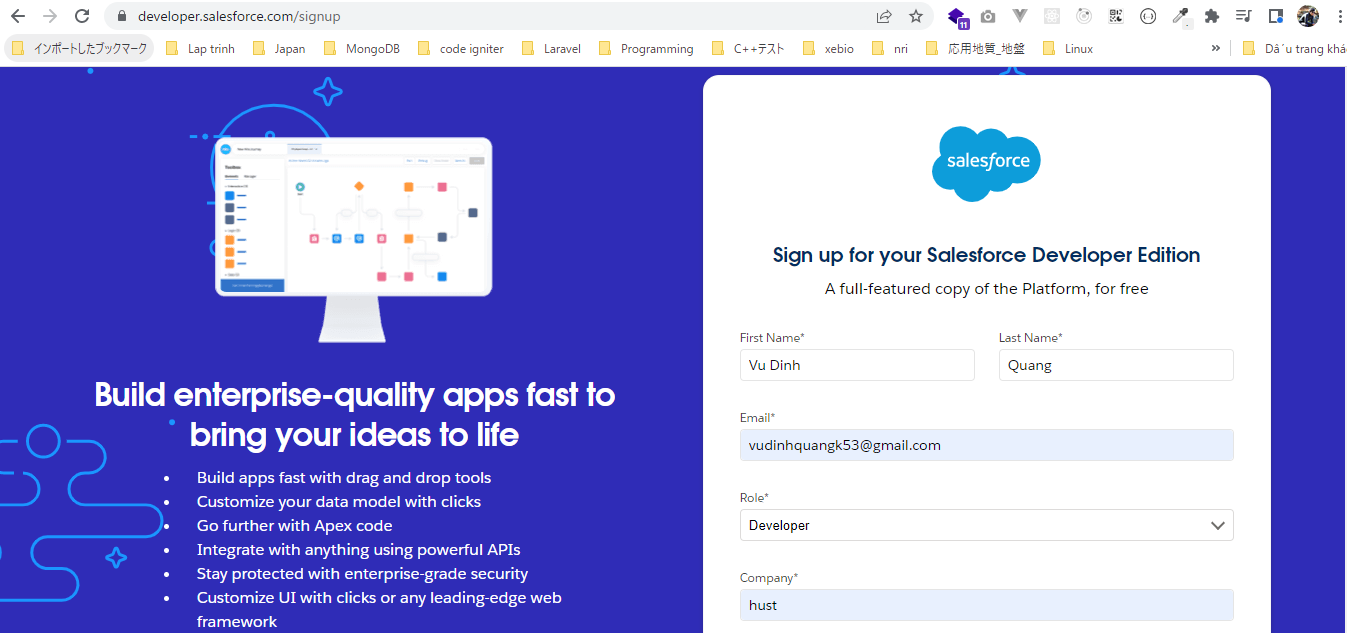 developer.salesforce.com/signup
11
インポートしたブックマーク
Lap trinh
Japan
MongoDB
code igniter
Laravel
Programming
C++テスト
xebio
nri
応用地質_地盤
Linux
»
Dâ´u trang khá
salesforce
Sign up for your Salesforce Developer Edition
A full-featured copy of the Platform, for free
First Name*
Last Name*
Vu Dinh
Quang
Email*
vudinhquangk53@gmail.com
Role*
Developer
Company*
hust
Build enterprise-quality apps fast to
bring your ideas to life
• Build apps fast with drag and drop tools
• Customize your data model with clicks
• Go further with Apex code
• Integrate with anything using powerful APIs
• Stay protected with enterprise-grade security
• Customize UI with clicks or any leading-edge web
framework